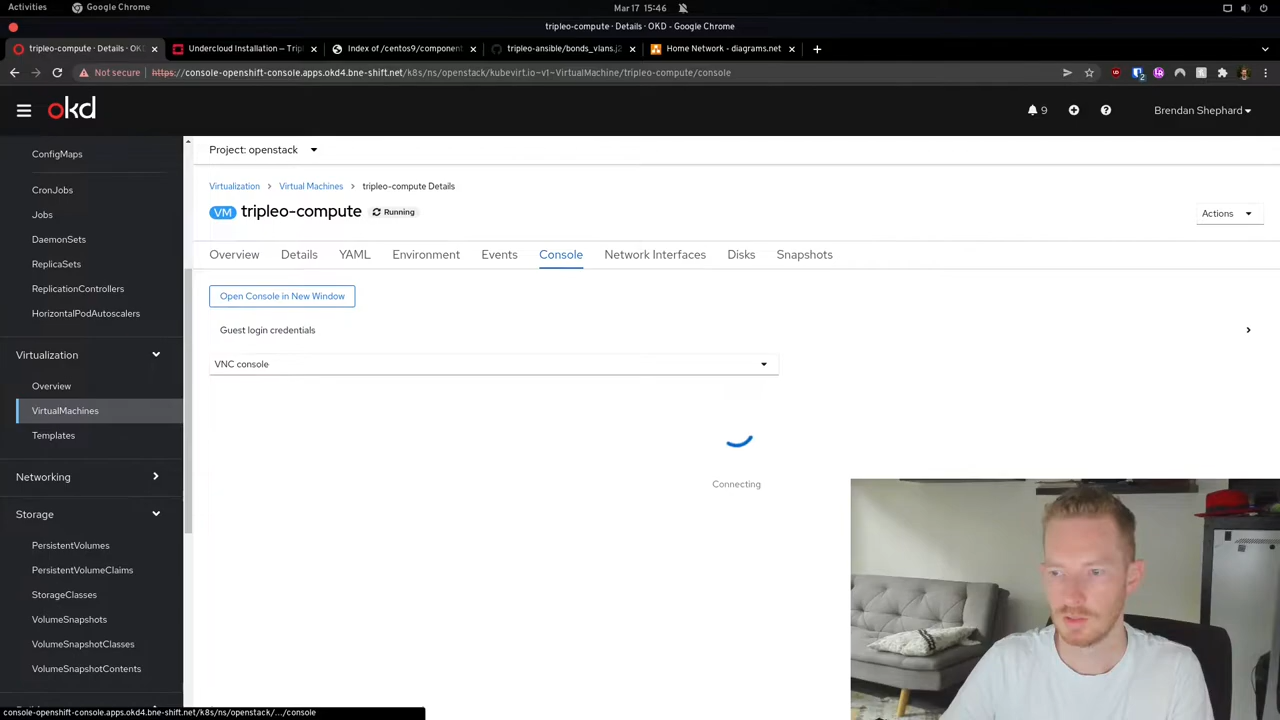 Activities
Google Chrome
Mar 17 15:46
tripleo-compute · Details · OKD - Google Chrome
tripleo-compute · Details · OKD
Undercloud Installation — Tripl
Index of /centos9/component
tripleo-ansible/bonds_vlans.j2
Home Network - diagrams.net
Not secure
https://console-openshift-console.apps.okd4.bne-shift.net/k8s/ns/openstack/kubevirt.io~v1~VirtualMachine/tripleo-compute/console
okd
9
Brendan Shephard
Project: openstack
ConfigMaps
CronJobs
Jobs
DaemonSets
ReplicaSets
ReplicationControllers
HorizontalPodAutoscalers
Virtualization
Overview
VirtualMachines
Templates
Networking
Storage
PersistentVolumes
PersistentVolumeClaims
StorageClasses
VolumeSnapshots
VolumeSnapshotClasses
VolumeSnapshotContents
Virtualization > Virtual Machines > tripleo-compute Details
VM tripleo-compute Running
Actions
Overview Details YAML Environment Events Console Network Interfaces Disks Snapshots
Open Console in New Window
Guest login credentials
VNC console
Connecting
console-openshift-console.apps.okd4.bne-shift.net/k8s/ns/openstack/.../console